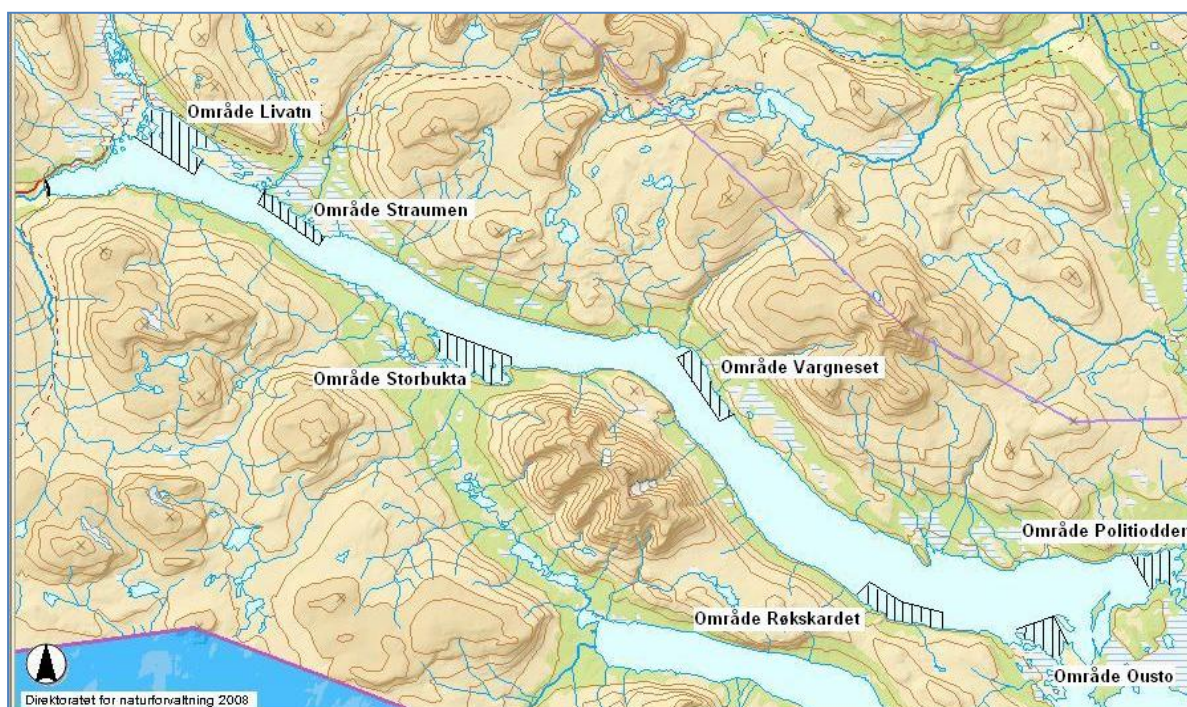 Område Livatn
Område Straumen
Område Storbukta
Område Vargneset
Område Politiodden
Område Røkskardet
Område Ousto
Direktoratet for naturforvaltning 2008